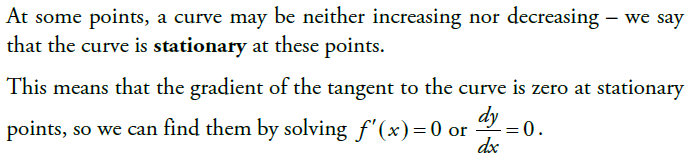 At some points, a curve may be neither increasing nor decreasing – we say
that the curve is stationary at these points.
This means that the gradient of the tangent to the curve is zero at stationary
points, so we can find them by solving f'(x)=0 or dy/dx=0.